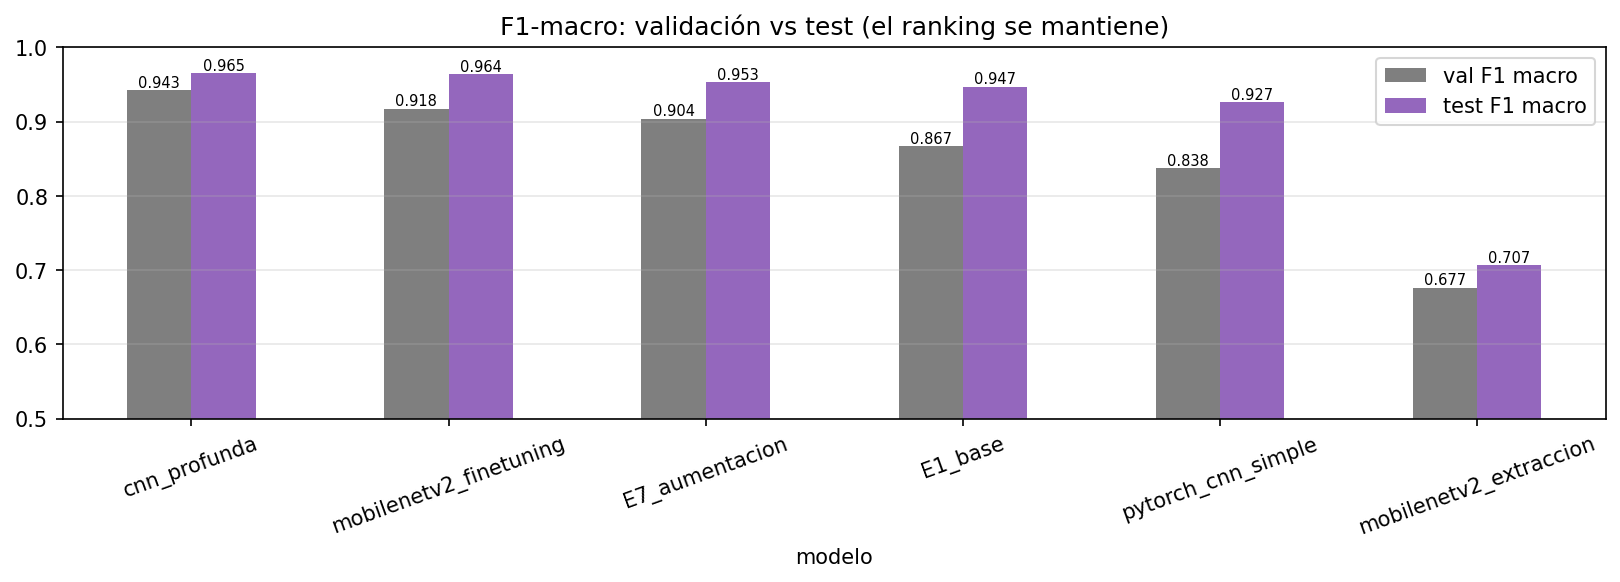 F1-macro: validación vs test (el ranking se mantiene)
1.0
0.9
0.8
0.7
0.6
0.5
val F1 macro
test F1 macro
0.943
0.965
0.918
0.964
0.904
0.953
0.867
0.947
0.838
0.927
0.677
0.707
cnn_profunda
mobilenetv2_finetuning
E7_aumentacion
E1_base
pytorch_cnn_simple
mobilenetv2_extraccion
modelo